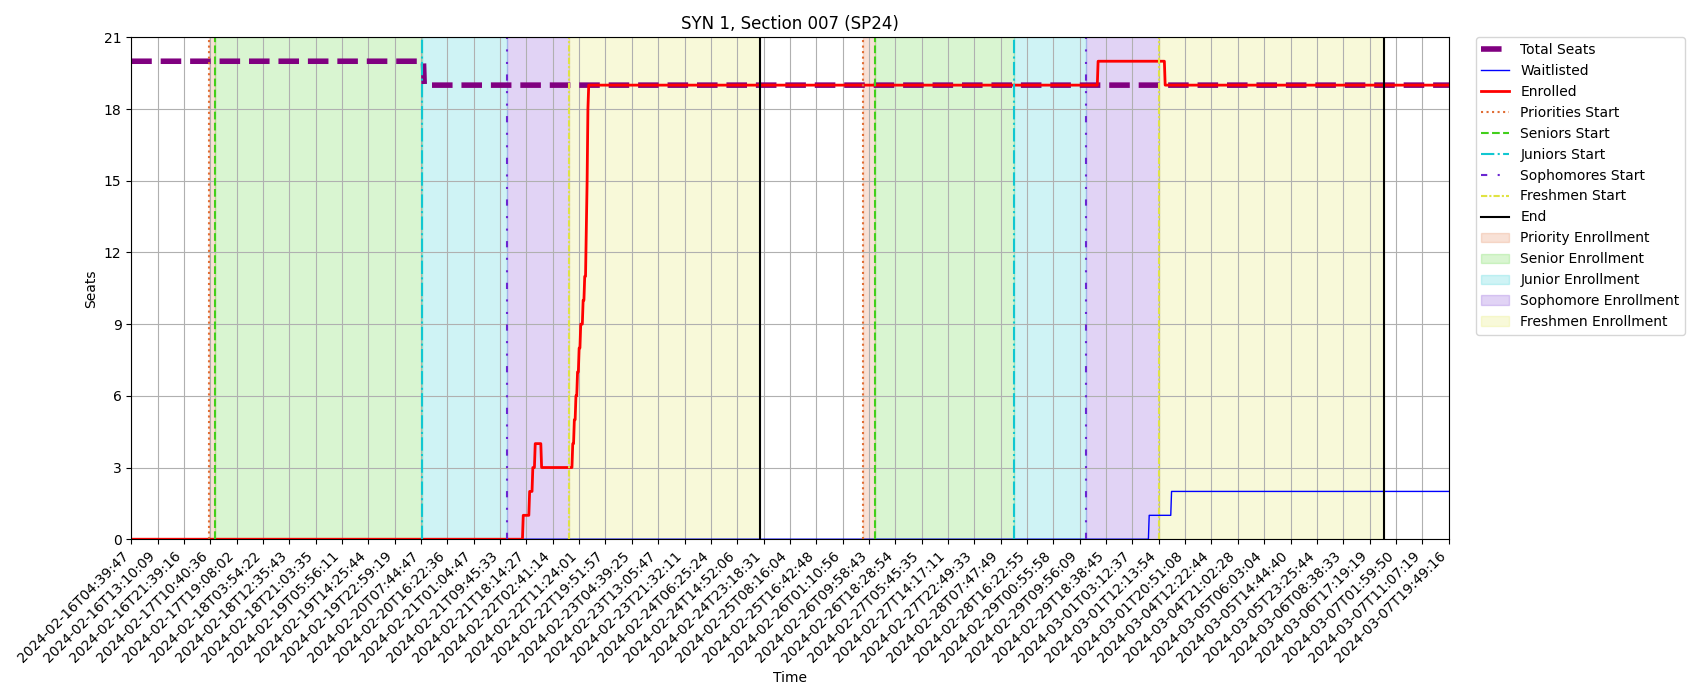 SYN 1, Section 007 (SP24)
21
18
15
12
9
6
3
0
Seats
2024-02-16T04:39:47
2024-02-16T13:10:09
2024-02-16T21:39:16
2024-02-17T10:40:36
2024-02-17T19:08:02
2024-02-18T03:54:22
2024-02-18T12:35:43
2024-02-18T21:03:35
2024-02-19T05:56:11
2024-02-19T14:25:44
2024-02-19T22:59:19
2024-02-20T07:44:47
2024-02-20T16:22:36
2024-02-21T01:04:47
2024-02-21T09:45:33
2024-02-21T18:14:27
2024-02-22T02:41:14
2024-02-22T11:24:01
2024-02-22T19:51:57
2024-02-23T04:39:25
2024-02-23T13:05:47
2024-02-23T21:32:11
2024-02-24T06:25:24
2024-02-24T14:52:06
2024-02-24T23:18:31
2024-02-25T08:16:04
2024-02-25T16:42:48
2024-02-26T01:10:56
2024-02-26T09:58:43
2024-02-26T18:28:54
2024-02-27T05:45:35
2024-02-27T14:17:11
2024-02-27T22:49:33
2024-02-28T07:47:49
2024-02-28T16:22:55
2024-02-29T00:55:58
2024-02-29T09:56:09
2024-02-29T18:38:45
2024-03-01T03:12:37
2024-03-01T12:13:54
2024-03-01T20:51:08
2024-03-04T12:22:44
2024-03-04T21:02:28
2024-03-05T06:03:04
2024-03-05T14:44:40
2024-03-05T23:25:44
2024-03-06T08:38:33
2024-03-06T17:19:19
2024-03-07T01:59:50
2024-03-07T11:07:19
2024-03-07T19:49:16
Time
Total Seats
Waitlisted
Enrolled
Priorities Start
Seniors Start
Juniors Start
Sophomores Start
Freshmen Start
End
Priority Enrollment
Senior Enrollment
Junior Enrollment
Sophomore Enrollment
Freshmen Enrollment